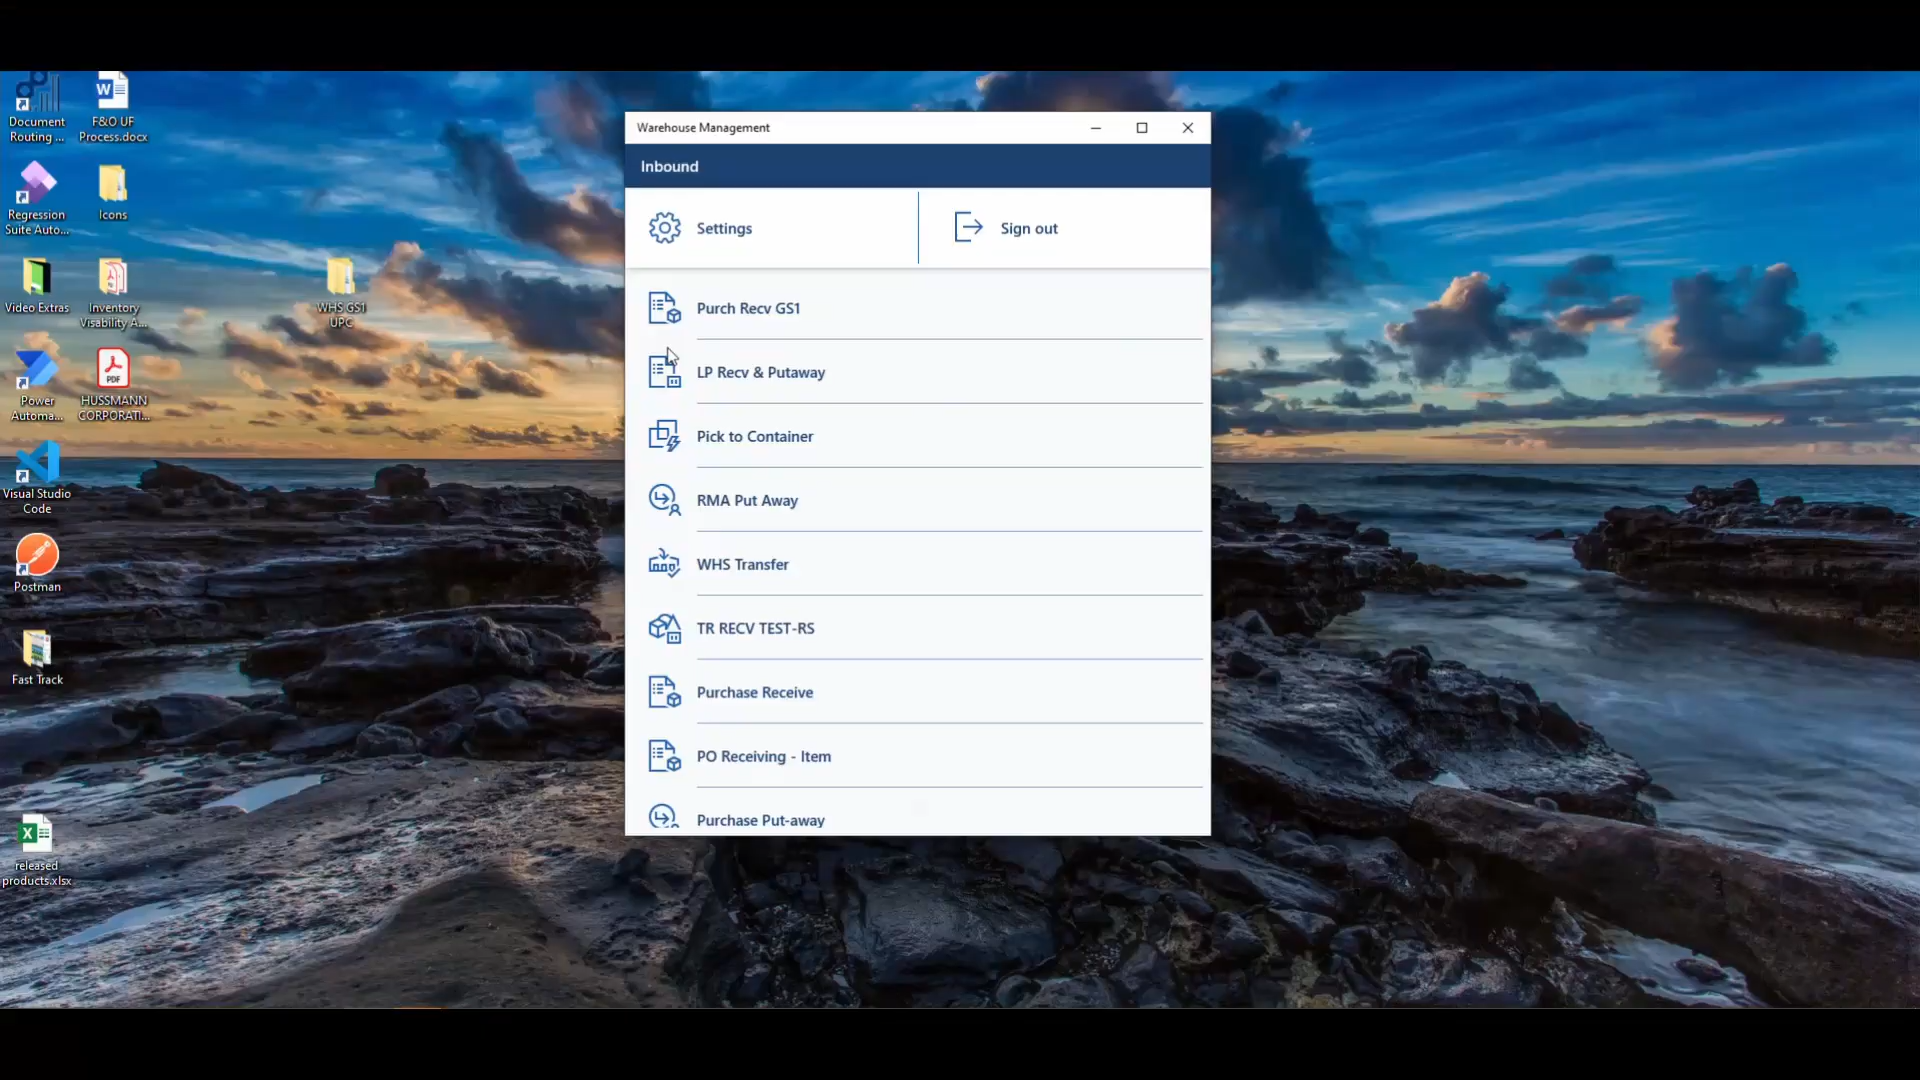 Document
Routing ...
F&O UF
Process.docx
Regression
Suite Auto...
Icons
Video Extras
Inventory
Visability A...
WHS GS1
UPC
Power
Automa...
PDF
HUSSMANN
CORPORATI...
Visual Studio
Code
Postman
Fast Track
released
products.xlsx
Warehouse Management
Inbound
Settings
Sign out
Purch Recv GS1
LP Recv & Putaway
Pick to Container
RMA Put Away
WHS Transfer
TR RECV TEST-RS
Purchase Receive
PO Receiving - Item
Purchase Put-away